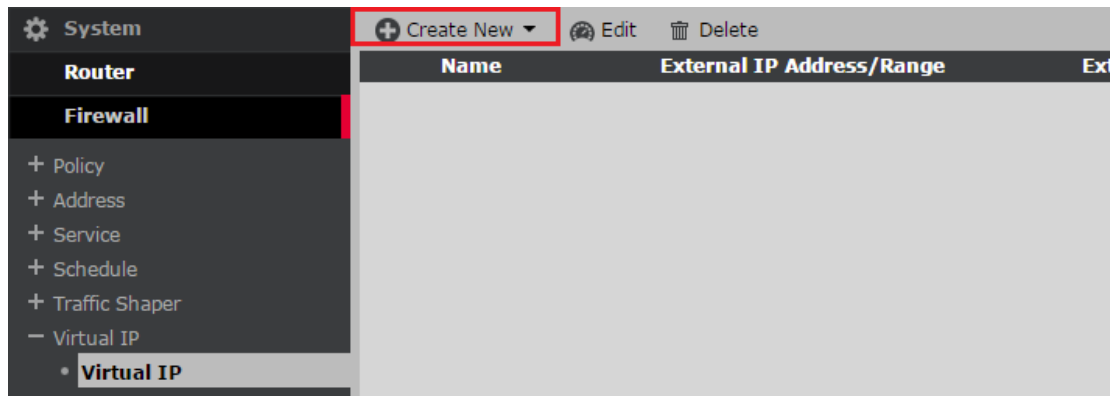 System
Router
Firewall
+ Policy
+ Address
+ Service
+ Schedule
+ Traffic Shaper
− Virtual IP
• Virtual IP
Create New Edit Delete
Name External IP Address/Range Ext